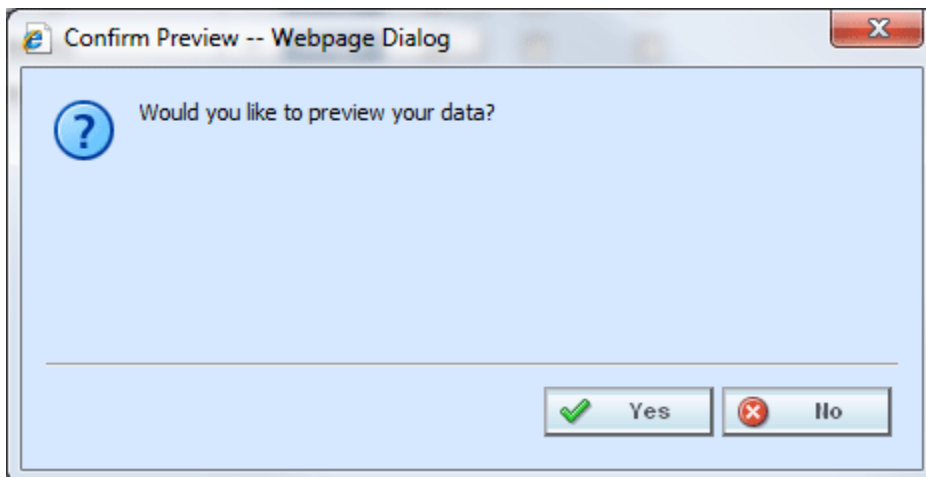 Confirm Preview -- Webpage Dialog
Would you like to preview your data?
Yes No